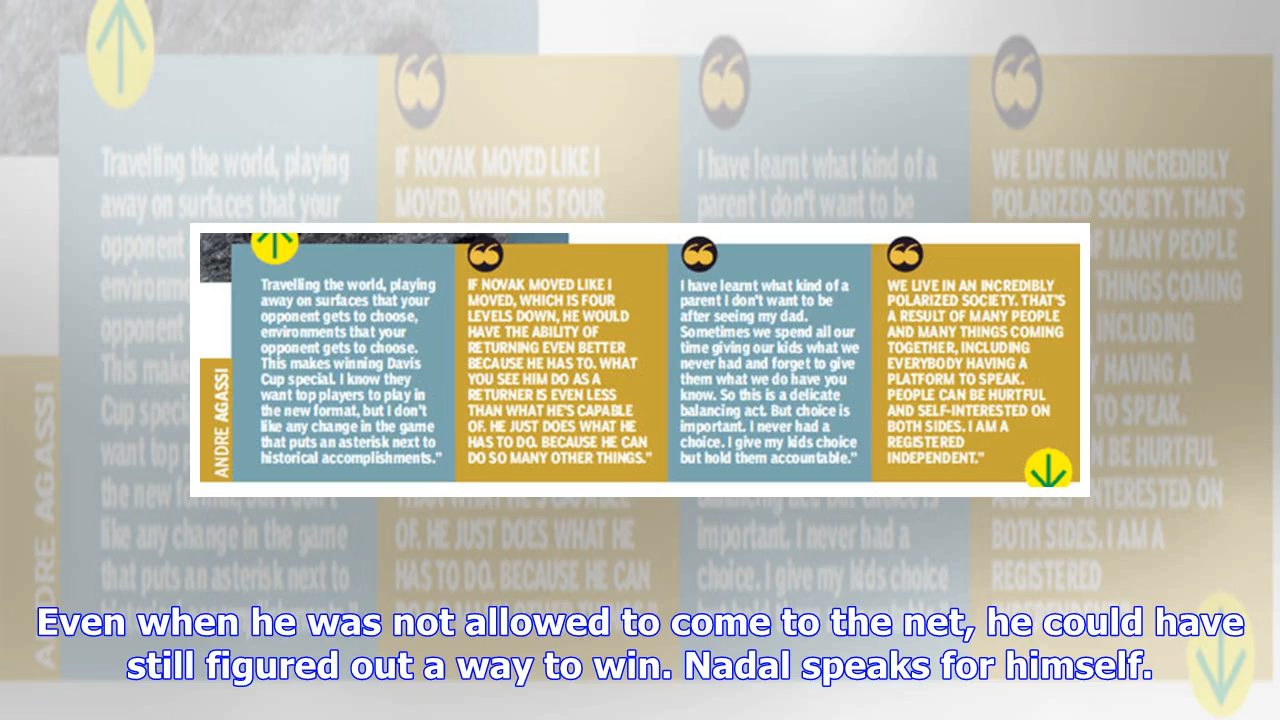 ANDRE AGASSI
Travelling the world, playing
away on surfaces that your
opponent gets to choose,
environments that your
opponent gets to choose.
This makes winning Davis
Cup special. I know they
want top players to play in
the new format, but I don't
like any change in the game
that puts an asterisk next to
historical accomplishments."
IF NOVAK MOVED LIKE I
MOVED, WHICH IS FOUR
LEVELS DOWN, HE WOULD
HAVE THE ABILITY OF
RETURNING EVEN BETTER
BECAUSE HE HAS TO. WHAT
YOU SEE HIM DO AS A
RETURNER IS EVEN LESS
THAN WHAT HE'S CAPABLE
OF. HE JUST DOES WHAT HE
HAS TO DO. BECAUSE HE CAN
DO SO MANY OTHER THINGS."
I have learnt what kind of a
parent I don't want to be
after seeing my dad.
Sometimes we spend all our
time giving our kids what we
never had and forget to give
them what we do have you
know. So this is a delicate
balancing act. But choice is
important. I never had a
choice. I give my kids choice
but hold them accountable."
WE LIVE IN AN INCREDIBLY
POLARIZED SOCIETY. THAT'S
A RESULT OF MANY PEOPLE
AND MANY THINGS COMING
TOGETHER, INCLUDING
EVERYBODY HAVING A
PLATFORM TO SPEAK.
PEOPLE CAN BE HURTFUL
AND SELF-INTERESTED ON
BOTH SIDES. I AM A
REGISTERED
INDEPENDENT."
Even when he was not allowed to come to the net, he could have
still figured out a way to win. Nadal speaks for himself.